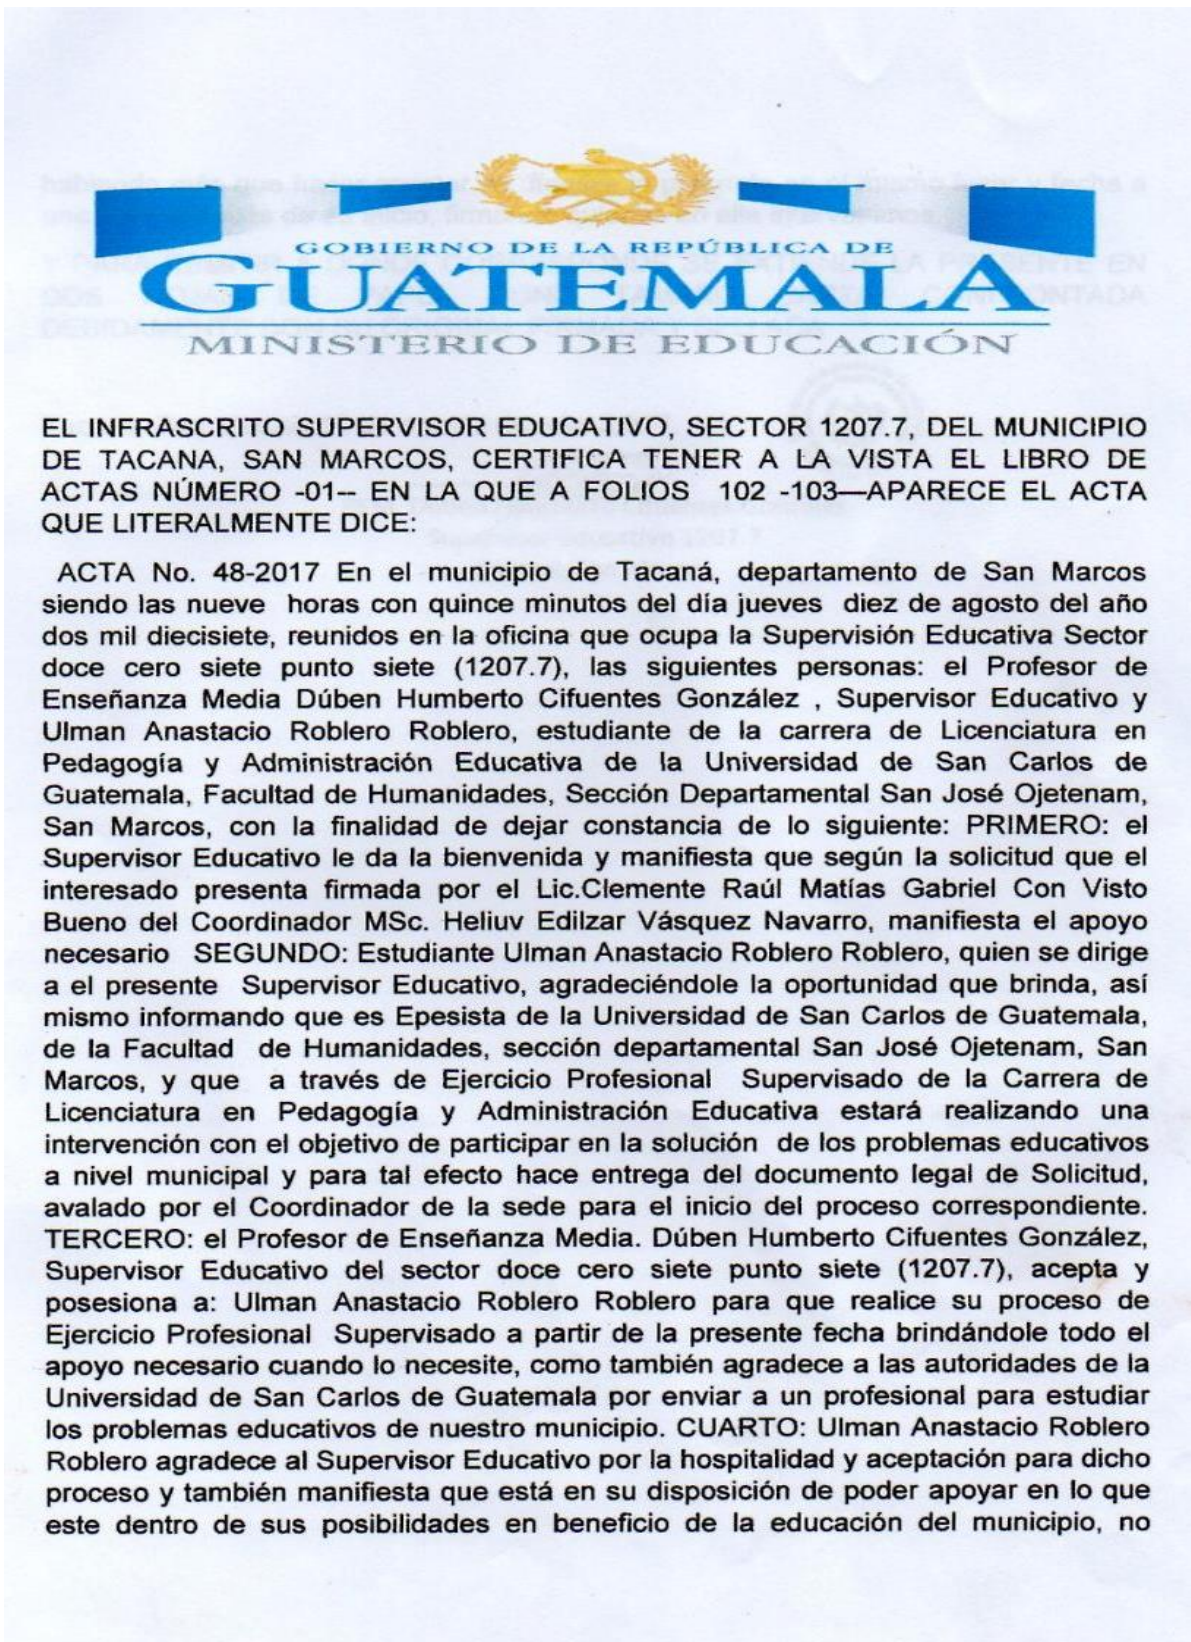 GOBIERNO DE LA REPÚBLICA DE
GUATEMALA
MINISTERIO DE EDUCACIÓN
EL INFRASCRITO SUPERVISOR EDUCATIVO, SECTOR 1207.7, DEL MUNICIPIO
DE TACANA, SAN MARCOS, CERTIFICA TENER A LA VISTA EL LIBRO DE
ACTAS NÚMERO -01-- EN LA QUE A FOLIOS 102 -103—APARECE EL ACTA
QUE LITERALMENTE DICE:
ACTA No. 48-2017 En el municipio de Tacaná, departamento de San Marcos
siendo las nueve horas con quince minutos del día jueves diez de agosto del año
dos mil diecisiete, reunidos en la oficina que ocupa la Supervisión Educativa Sector
doce cero siete punto siete (1207.7), las siguientes personas: el Profesor de
Enseñanza Media Dúben Humberto Cifuentes González , Supervisor Educativo y
Ulman Anastacio Roblero Roblero, estudiante de la carrera de Licenciatura en
Pedagogía y Administración Educativa de la Universidad de San Carlos de
Guatemala, Facultad de Humanidades, Sección Departamental San José Ojetenam,
San Marcos, con la finalidad de dejar constancia de lo siguiente: PRIMERO: el
Supervisor Educativo le da la bienvenida y manifiesta que según la solicitud que el
interesado presenta firmada por el Lic.Clemente Raúl Matías Gabriel Con Visto
Bueno del Coordinador MSc. Heliuv Edilzar Vásquez Navarro, manifiesta el apoyo
necesario SEGUNDO: Estudiante Ulman Anastacio Roblero Roblero, quien se dirige
a el presente Supervisor Educativo, agradeciéndole la oportunidad que brinda, así
mismo informando que es Epesista de la Universidad de San Carlos de Guatemala,
de la Facultad de Humanidades, sección departamental San José Ojetenam, San
Marcos, y que a través de Ejercicio Profesional Supervisado de la Carrera de
Licenciatura en Pedagogía y Administración Educativa estará realizando una
intervención con el objetivo de participar en la solución de los problemas educativos
a nivel municipal y para tal efecto hace entrega del documento legal de Solicitud,
avalado por el Coordinador de la sede para el inicio del proceso correspondiente.
TERCERO: el Profesor de Enseñanza Media. Dúben Humberto Cifuentes González,
Supervisor Educativo del sector doce cero siete punto siete (1207.7), acepta y
posesiona a: Ulman Anastacio Roblero Roblero para que realice su proceso de
Ejercicio Profesional Supervisado a partir de la presente fecha brindándole todo el
apoyo necesario cuando lo necesite, como también agradece a las autoridades de la
Universidad de San Carlos de Guatemala por enviar a un profesional para estudiar
los problemas educativos de nuestro municipio. CUARTO: Ulman Anastacio Roblero
Roblero agradece al Supervisor Educativo por la hospitalidad y aceptación para dicho
proceso y también manifiesta que está en su disposición de poder apoyar en lo que
este dentro de sus posibilidades en beneficio de la educación del municipio, no